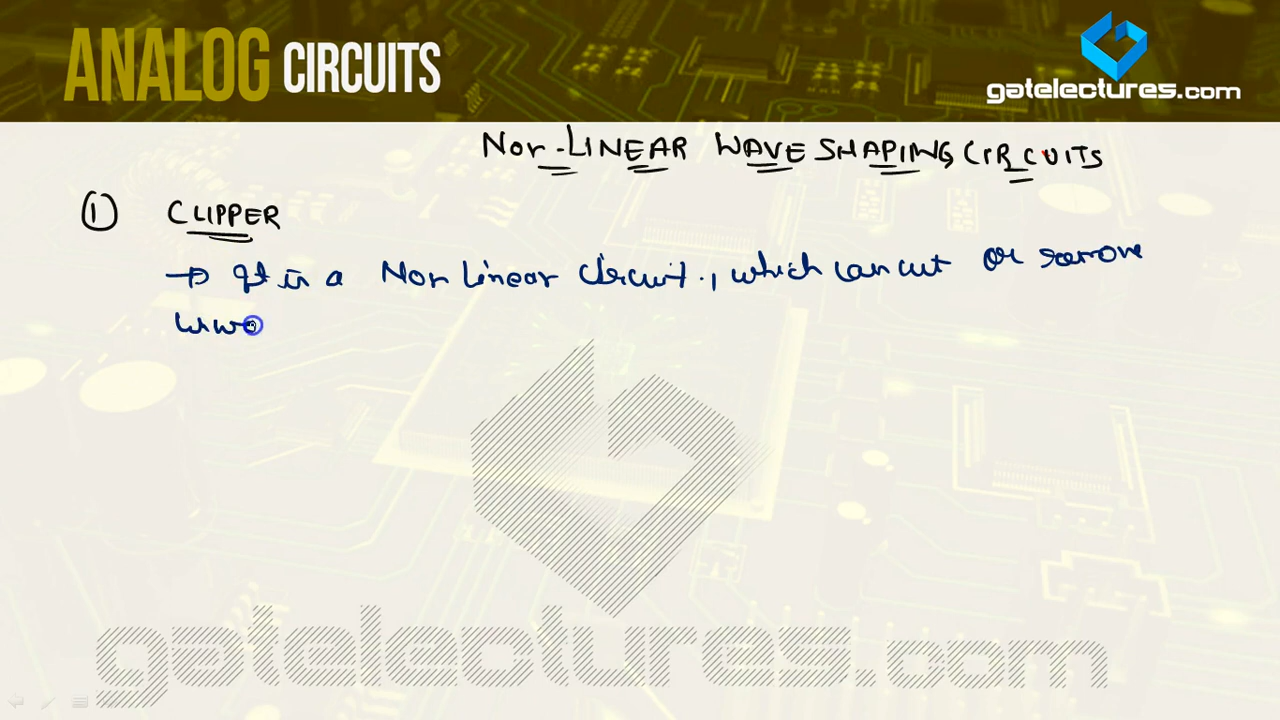 ANALOG CIRCUITS
gatelectures.com
Non-LINEAR WAVE SHAPING CIRCUITS
① CLIPPER
→ It is a Non linear circuit, which can cut or remove
gatelectures.com